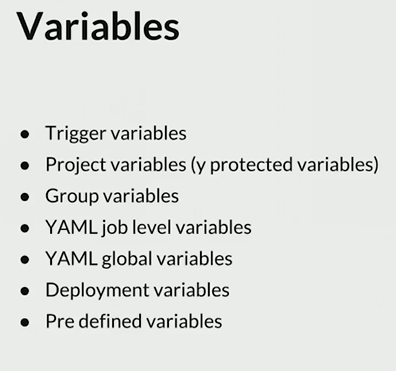 Variables
● Trigger variables
● Project variables (y protected variables)
● Group variables
● YAML job level variables
● YAML global variables
● Deployment variables
● Pre defined variables